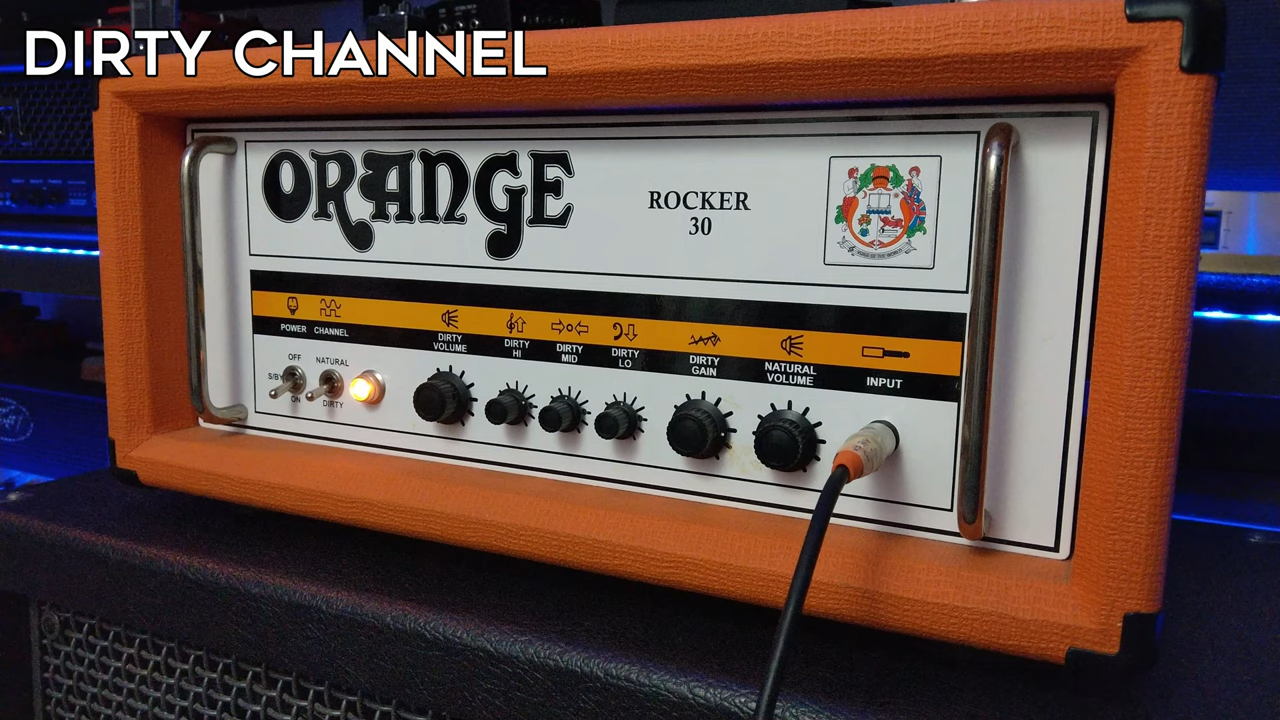 DIRTY CHANNEL
ORANGE
ROCKER
30
POWER
CHANNEL
DIRTY
VOLUME
DIRTY
HI
DIRTY
MID
DIRTY
LO
DIRTY
GAIN
NATURAL
VOLUME
INPUT
OFF
S/BY
ON
NATURAL
DIRTY